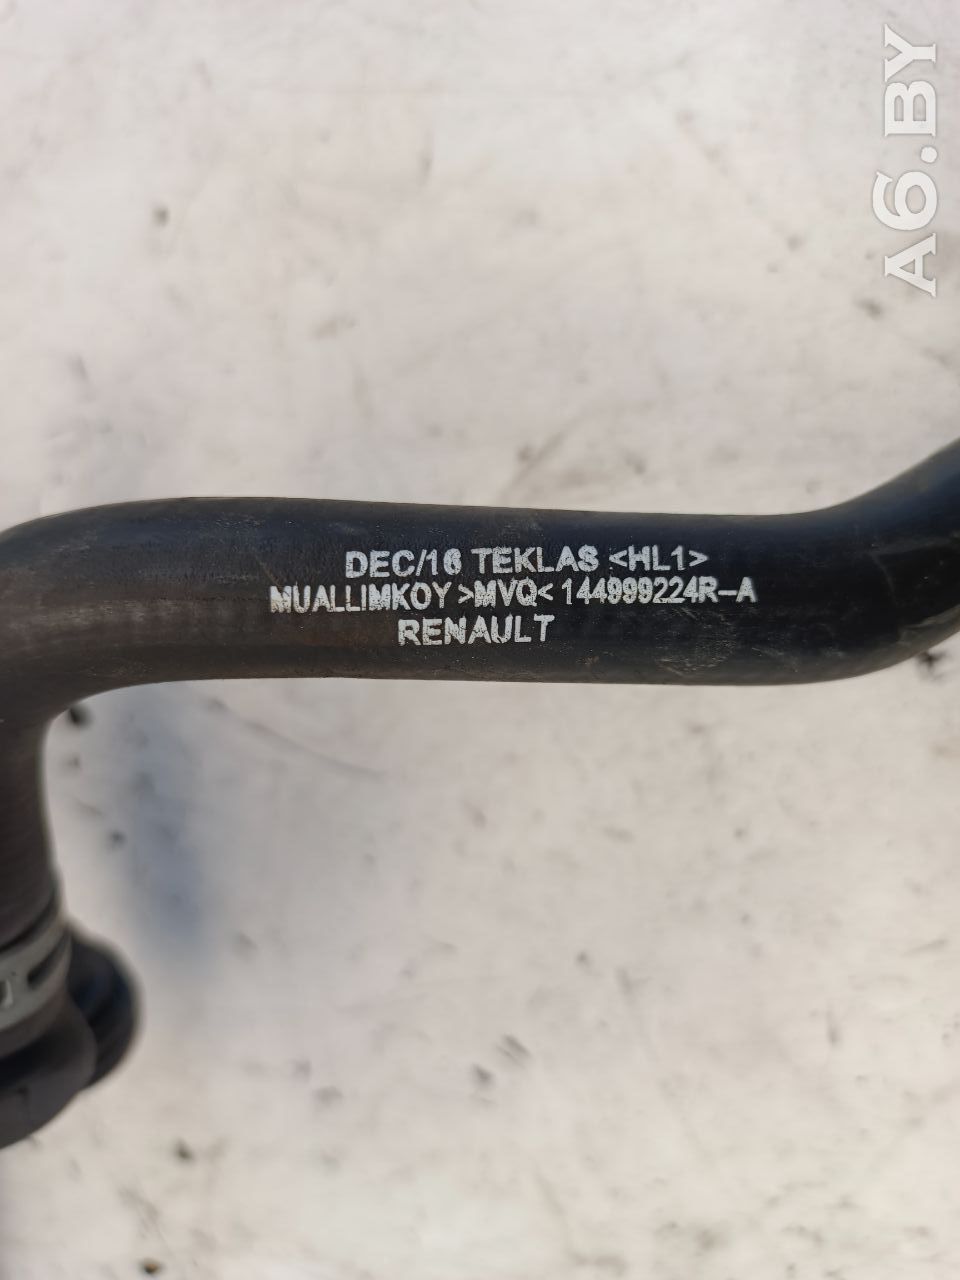 A6.BY
DEC/16 TEKLAS <HL1>
MUALLIMKOY >MVQ< 144999224R-A
RENAULT